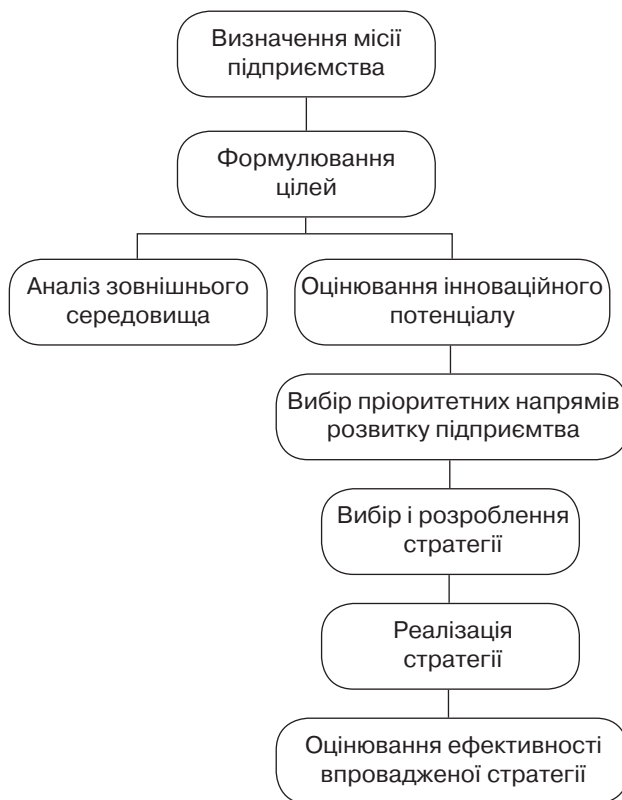 Визначення місії
підприємства
Формулювання
цілей
Аналіз зовнішнього
середовища
Оцінювання інноваційного
потенціалу
Вибір пріоритетних напрямів
розвитку підприємтва
Вибір і розроблення
стратегії
Реалізація
стратегії
Оцінювання ефективності
впровадженої стратегії